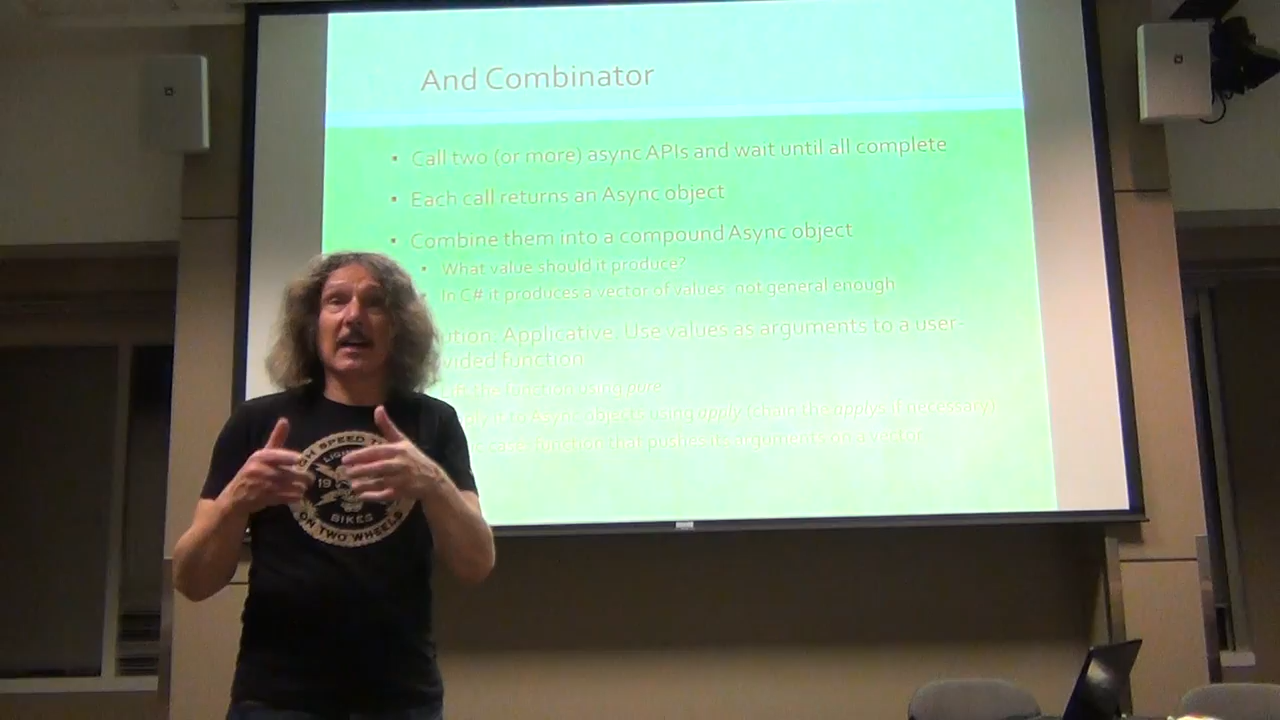 And Combinator
• Call two (or more) async APIs and wait until all complete
• Each call returns an Async object
• Combine them into a compound Async object
• What value should it produce?
In C# it produces a vector of values, not general enough
ution. Applicative. Use values as arguments to a user-
vided function
the function using pure
it to Async objects using apply (chain the applys if necessary)
case, function that pushes its arguments on a vector
GH SPEED
LIG
19
BIKES
ON TWO WHEELS